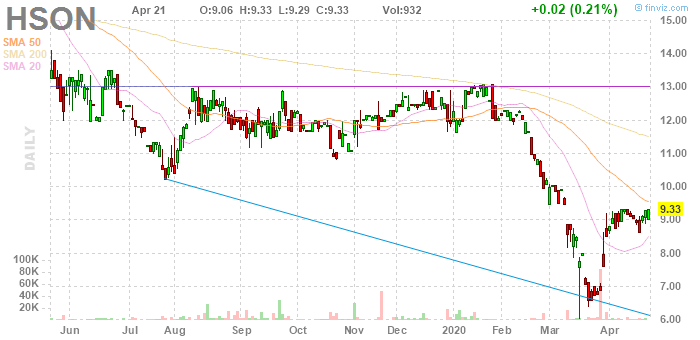 © finviz.com
HSON Apr 21 O:9.06 H:9.33 L:9.29 C:9.33 Vol:932 +0.02 (0.21%)
SMA 50
SMA 200
SMA 20
DAILY
15.00
14.00
13.00
12.00
11.00
10.00
9.33
9.00
8.00
7.00
6.00
100K
80K
60K
40K
20K
Jun Jul Aug Sep Oct Nov Dec 2020 Feb Mar Apr